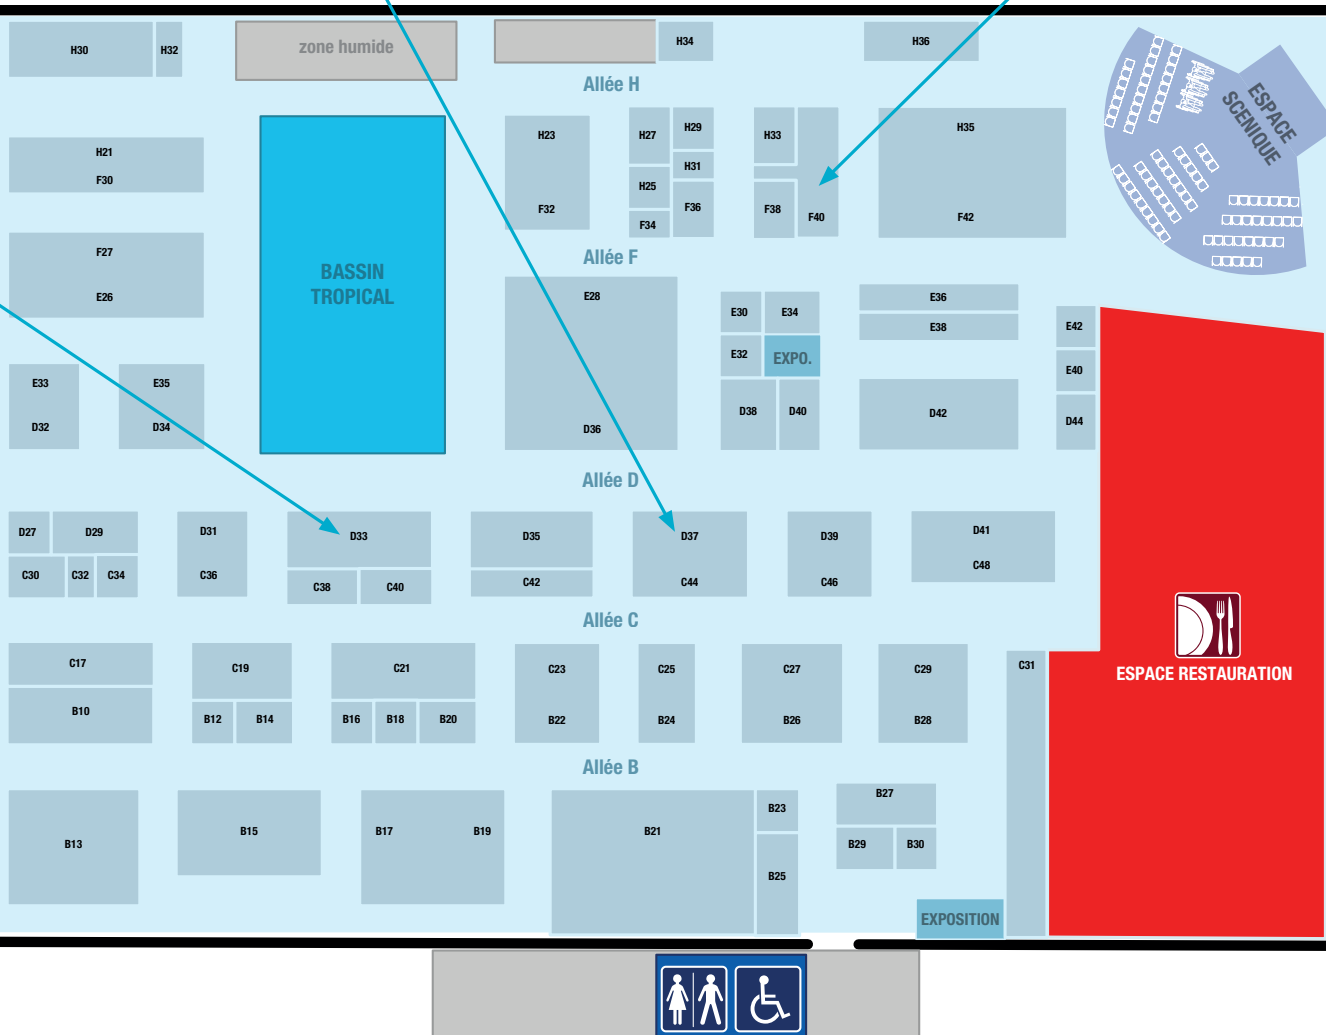 H30
H32
zone humide
H34
H36
Allée H
ESPACE
SCENIQUE
H23
H27
H29
H33
H35
H21
H31
F30
H25
F32
F34
F36
F38
F40
F42
Allée F
F27
E26
BASSIN
TROPICAL
E28
E30
E34
E36
E38
E42
E32
EXPO.
E40
E33
E35
D32
D34
D36
D38
D40
D42
D44
Allée D
D27
D29
D31
D33
D35
D37
D39
D41
C30
C32
C34
C36
C38
C40
C42
C44
C46
C48
Allée C
C17
C19
C21
C23
C25
C27
C29
C31
ESPACE RESTAURATION
B10
B12
B14
B16
B18
B20
B22
B24
B26
B28
Allée B
B13
B15
B17
B19
B21
B23
B27
B29
B30
B25
EXPOSITION